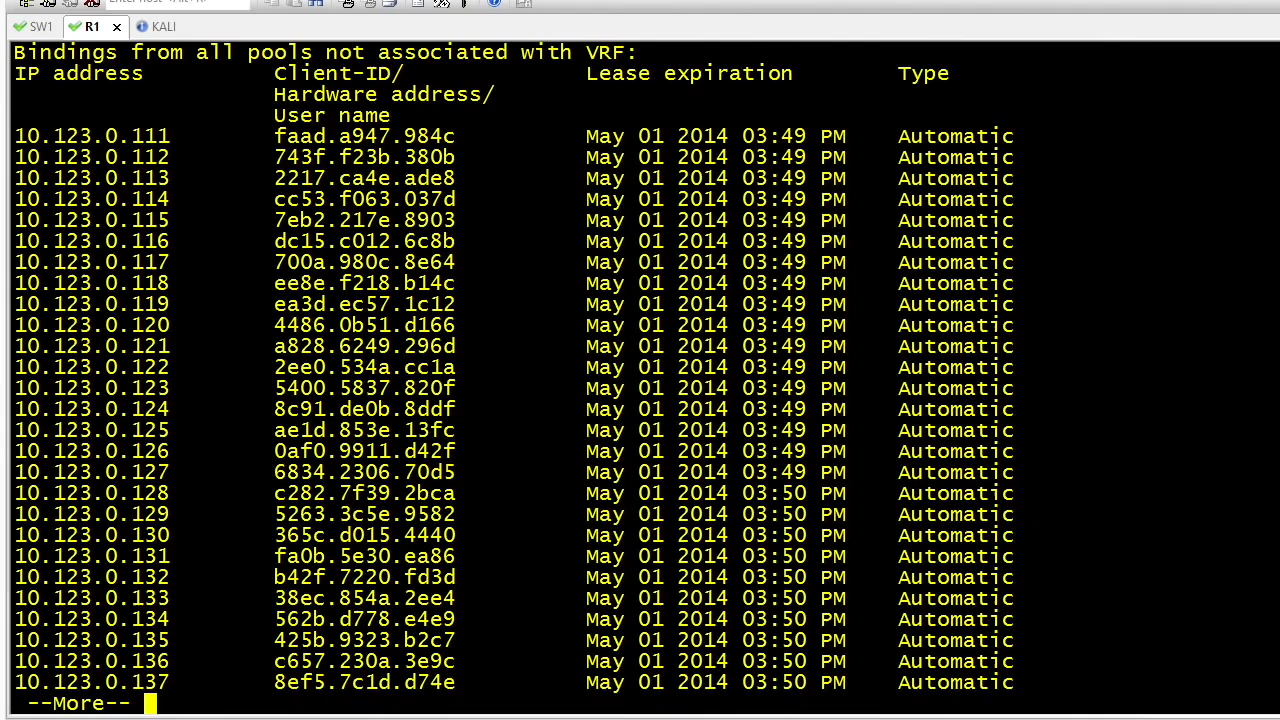 SW1 R1 KALI
Bindings from all pools not associated with VRF:
IP address Client-ID/ Lease expiration Type
Hardware address/
User name
10.123.0.111 faad.a947.984c May 01 2014 03:49 PM Automatic
10.123.0.112 743f.f23b.380b May 01 2014 03:49 PM Automatic
10.123.0.113 2217.ca4e.ade8 May 01 2014 03:49 PM Automatic
10.123.0.114 cc53.f063.037d May 01 2014 03:49 PM Automatic
10.123.0.115 7eb2.217e.8903 May 01 2014 03:49 PM Automatic
10.123.0.116 dc15.c012.6c8b May 01 2014 03:49 PM Automatic
10.123.0.117 700a.980c.8e64 May 01 2014 03:49 PM Automatic
10.123.0.118 ee8e.f218.b14c May 01 2014 03:49 PM Automatic
10.123.0.119 ea3d.ec57.1c12 May 01 2014 03:49 PM Automatic
10.123.0.120 4486.0b51.d166 May 01 2014 03:49 PM Automatic
10.123.0.121 a828.6249.296d May 01 2014 03:49 PM Automatic
10.123.0.122 2ee0.534a.cc1a May 01 2014 03:49 PM Automatic
10.123.0.123 5400.5837.820f May 01 2014 03:49 PM Automatic
10.123.0.124 8c91.de0b.8ddf May 01 2014 03:49 PM Automatic
10.123.0.125 ae1d.853e.13fc May 01 2014 03:49 PM Automatic
10.123.0.126 0af0.9911.d42f May 01 2014 03:49 PM Automatic
10.123.0.127 6834.2306.70d5 May 01 2014 03:49 PM Automatic
10.123.0.128 c282.7f39.2bca May 01 2014 03:50 PM Automatic
10.123.0.129 5263.3c5e.9582 May 01 2014 03:50 PM Automatic
10.123.0.130 365c.d015.4440 May 01 2014 03:50 PM Automatic
10.123.0.131 fa0b.5e30.ea86 May 01 2014 03:50 PM Automatic
10.123.0.132 b42f.7220.fd3d May 01 2014 03:50 PM Automatic
10.123.0.133 38ec.854a.2ee4 May 01 2014 03:50 PM Automatic
10.123.0.134 562b.d778.e4e9 May 01 2014 03:50 PM Automatic
10.123.0.135 425b.9323.b2c7 May 01 2014 03:50 PM Automatic
10.123.0.136 c657.230a.3e9c May 01 2014 03:50 PM Automatic
10.123.0.137 8ef5.7c1d.d74e May 01 2014 03:50 PM Automatic
--More--